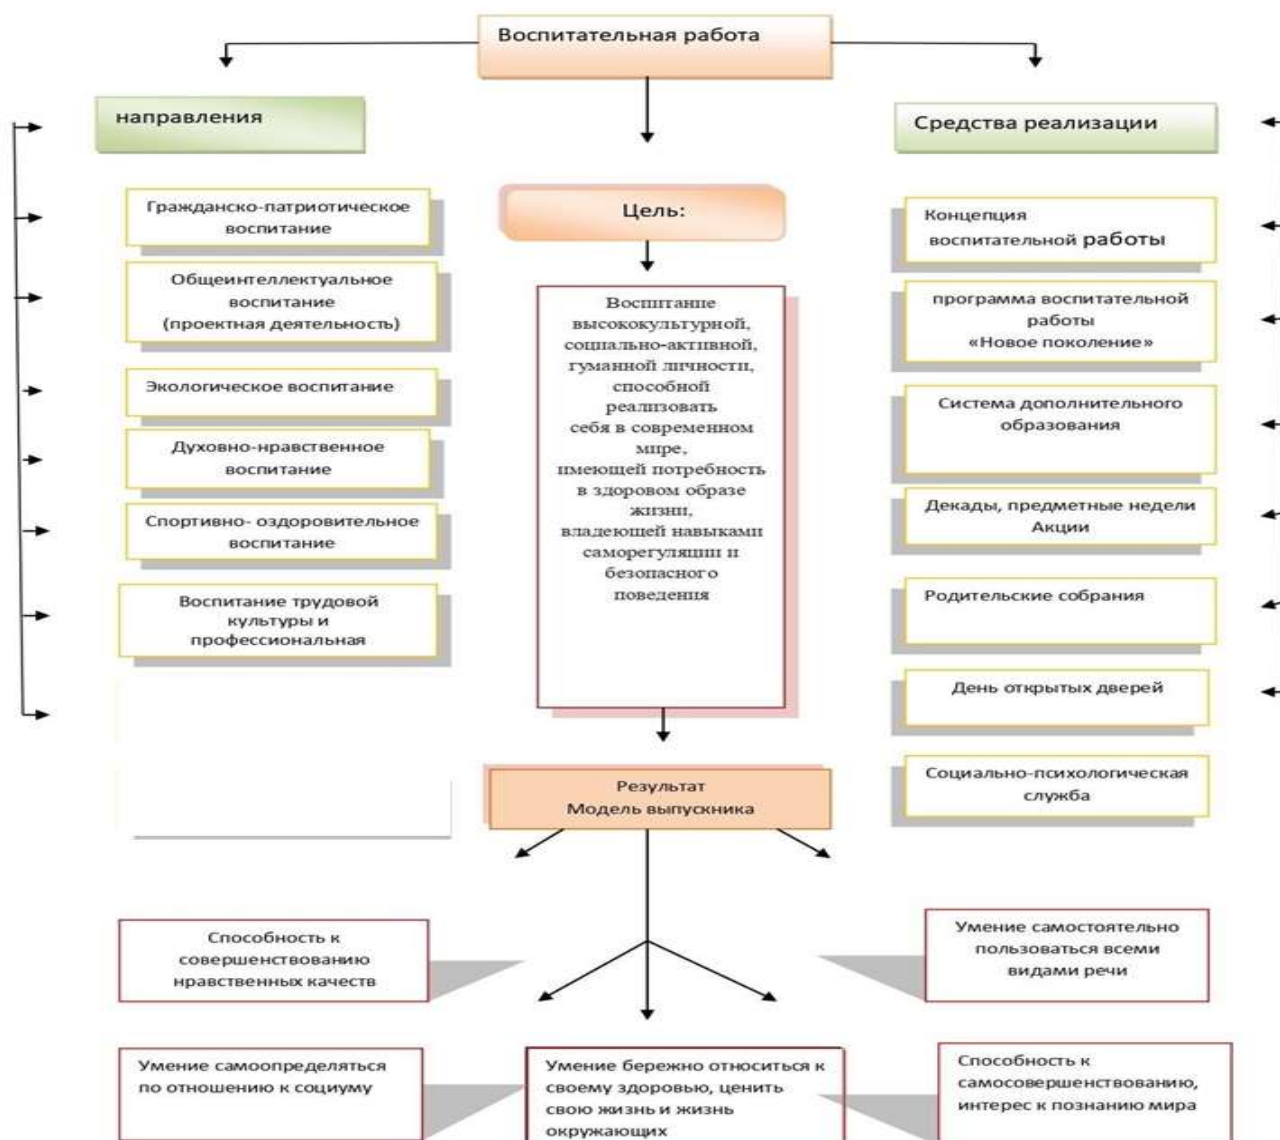 Воспитательная работа
направления
Гражданско-патриотическое
воспитание
Общеинтеллектуальное
воспитание
(проектная деятельность)
Экологическое воспитание
Духовно-нравственное
воспитание
Спортивно- оздоровительное
воспитание
Воспитание трудовой
культуры и
профессиональная
Цель:
Воспитание
высококультурной,
социально-активной,
гуманной личности,
способной
реализовать
себя в современном
мире,
имеющей потребность
в здоровом образе
жизни,
владеющей навыками
саморегуляции и
безопасного
поведения
Средства реализации
Концепция
воспитательной работы
программа воспитательной
работы
«Новое поколение»
Система дополнительного
образования
Декады, предметные недели
Акции
Родительские собрания
День открытых дверей
Социально-психологическая
служба
Результат
Модель выпускника
Способность к
совершенствованию
нравственных качеств
Умение самостоятельно
пользоваться всеми
видами речи
Умение самоопределяться
по отношению к социуму
Умение бережно относиться к
своему здоровью, ценить
свою жизнь и жизнь
окружающих
Способность к
самосовершенствованию,
интерес к познанию мира